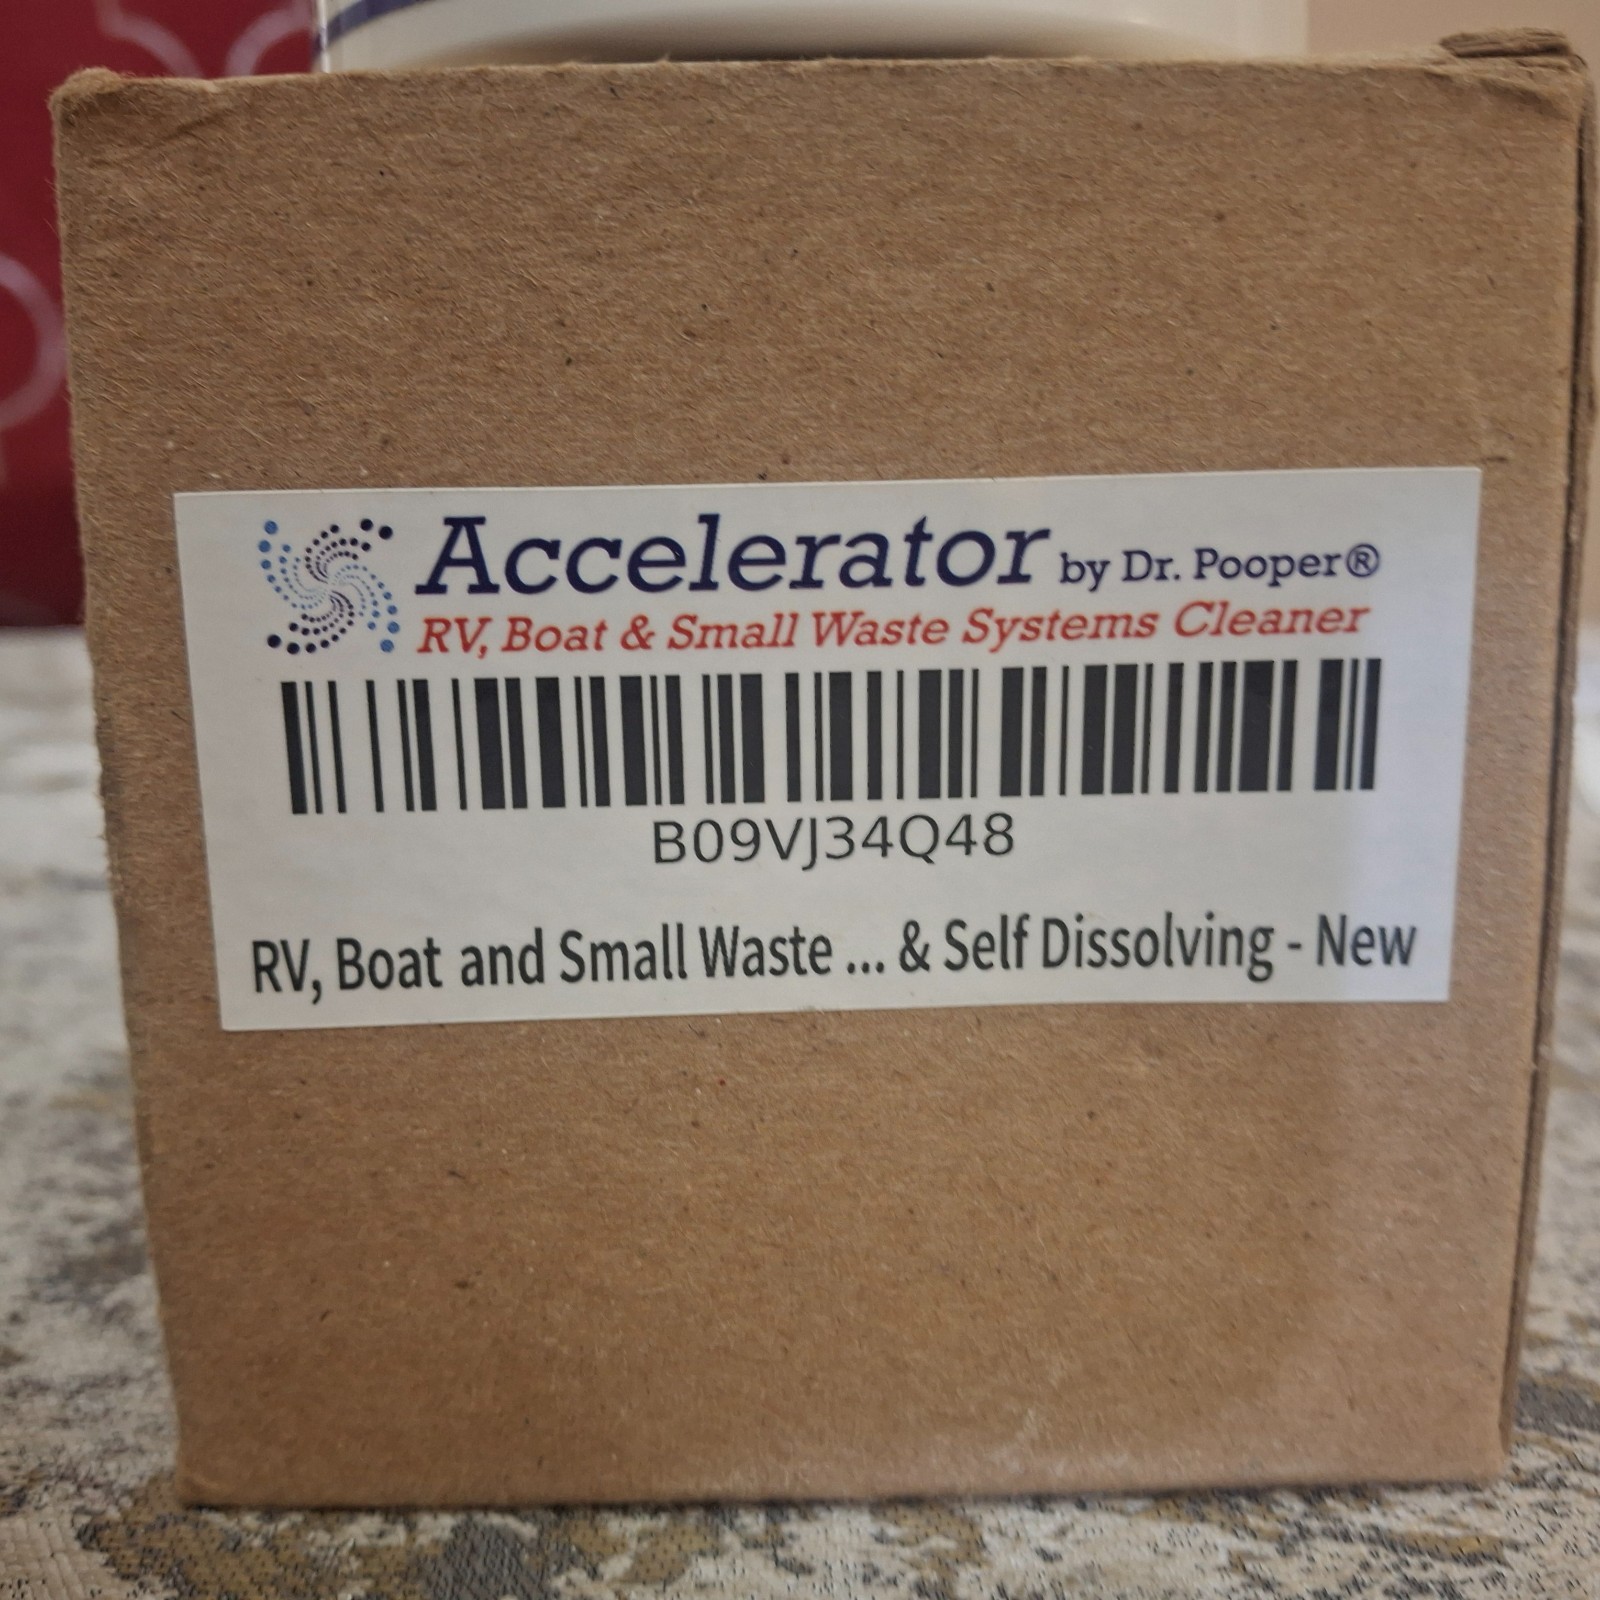 Accelerator by Dr. Pooper®
RV, Boat & Small Waste Systems Cleaner
B09VJ34Q48
RV, Boat and Small Waste ... & Self Dissolving - New